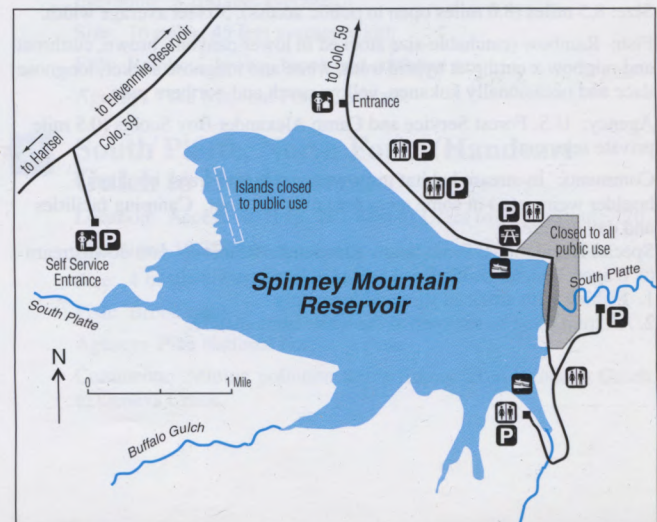 to Hartsel
to Elevenmile Reservoir
Colo. 59
to Colo. 59
Entrance
P
P
P
Islands closed
to public use
Closed to all
public use
P
Self Service
Entrance
Spinney Mountain
Reservoir
South Platte
South Platte
P
N
0 1 Mile
P
Buffalo Gulch